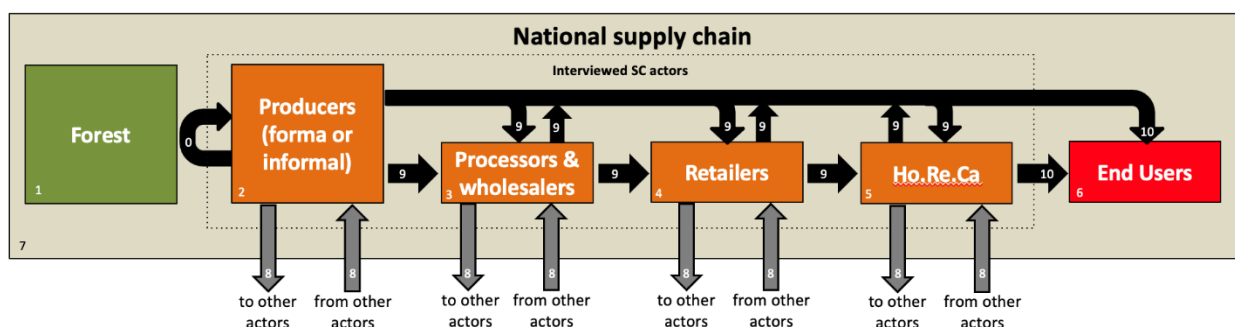 National supply chain
Interviewed SC actors
Forest
1
0
Producers
(forma or
informal)
2
9
9
9
Processors &
wholesalers
3
9
9
9
Retailers
4
9
9
9
Ho.Re.Ca
5
10
10
End Users
6
7
8
8
8
8
8
8
8
8
to other
actors
from other
actors
to other
actors
from other
actors
to other
actors
from other
actors
to other
actors
from other
actors